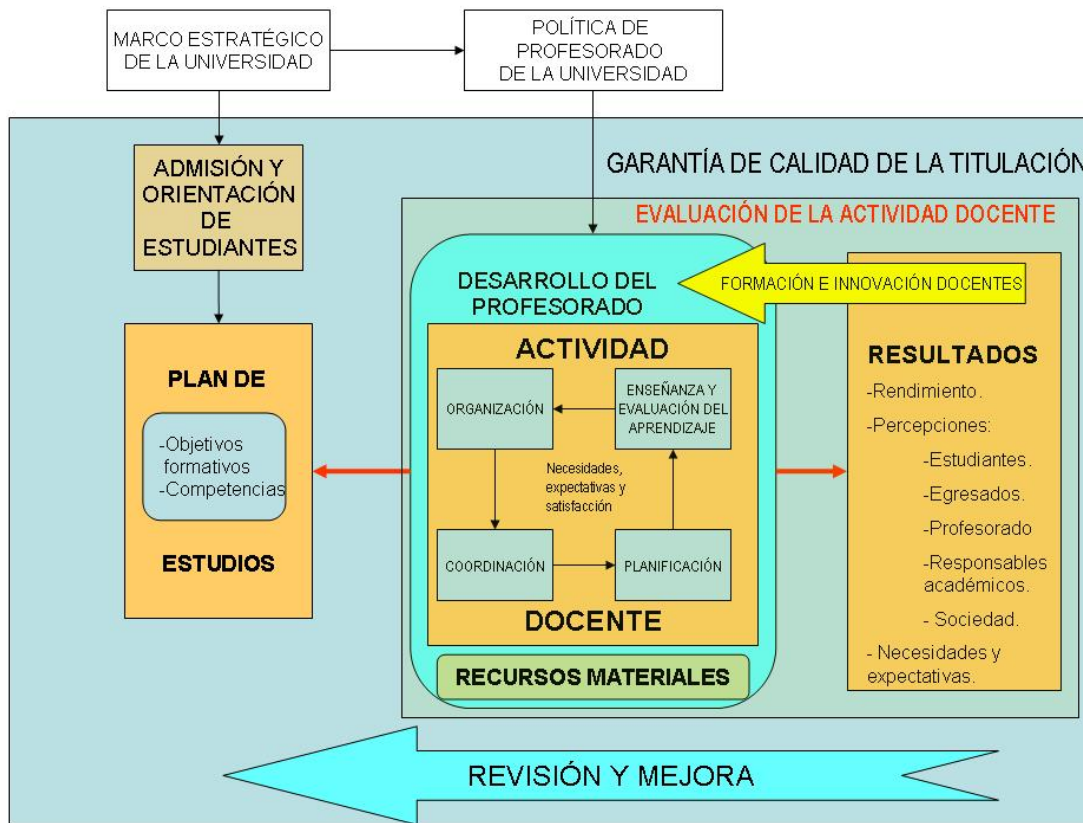 MARCO ESTRATÉGICO
DE LA UNIVERSIDAD
POLÍTICA DE
PROFESORADO
DE LA UNIVERSIDAD
GARANTÍA DE CALIDAD DE LA TITULACIÓN
ADMISIÓN Y
ORIENTACIÓN
DE
ESTUDIANTES
EVALUACIÓN DE LA ACTIVIDAD DOCENTE
DESARROLLO DEL
PROFESORADO
FORMACIÓN E INNOVACIÓN DOCENTES
PLAN DE
-Objetivos
formativos
-Competencias
ESTUDIOS
ACTIVIDAD
ORGANIZACIÓN
ENSEÑANZA Y
EVALUACIÓN DEL
APRENDIZAJE
Necesidades,
expectativas y
satisfacción
COORDINACIÓN
PLANIFICACIÓN
DOCENTE
RECURSOS MATERIALES
RESULTADOS
-Rendimiento.
-Percepciones:
-Estudiantes.
-Egresados.
-Profesorado
-Responsables
académicos.
- Sociedad.
- Necesidades y
expectativas.
REVISIÓN Y MEJORA